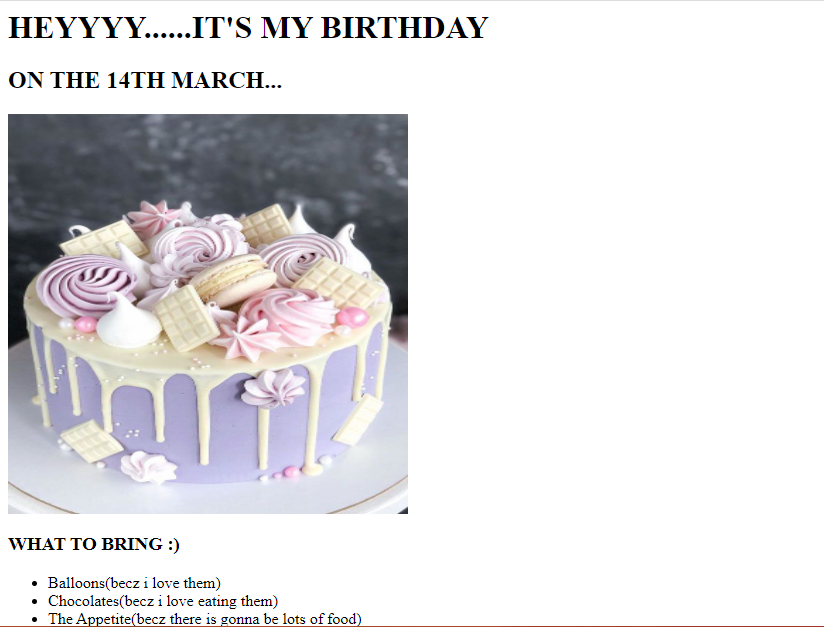 HEYYYY......IT'S MY BIRTHDAY
ON THE 14TH MARCH...
WHAT TO BRING :)
Balloons(becz i love them)
Chocolates(becz i love eating them)
The Appetite(becz there is gonna be lots of food)